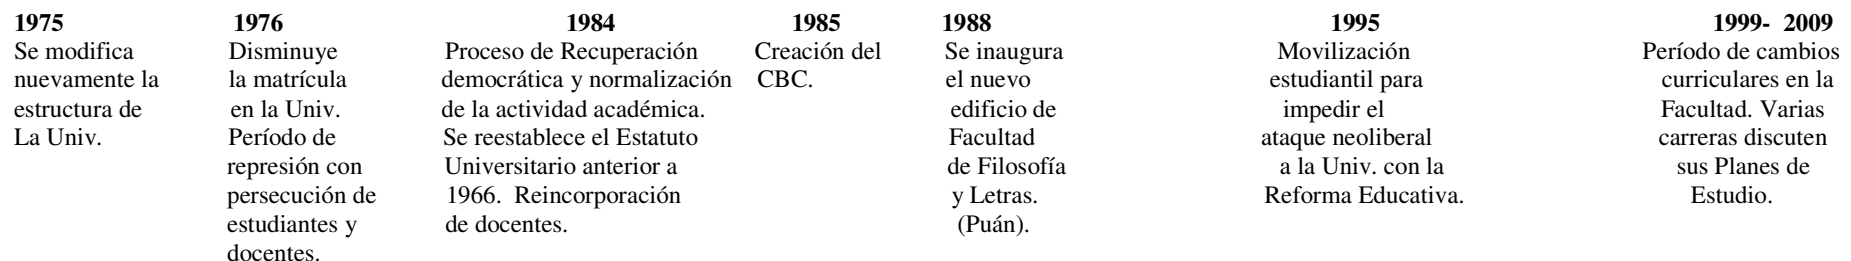 1975
Se modifica
nuevamente la
estructura de
La Univ.
1976
Disminuye
la matrícula
en la Univ.
Período de
represión con
persecución de
estudiantes y
docentes.
1984
Proceso de Recuperación
democrática y normalización
de la actividad académica.
Se reestablece el Estatuto
Universitario anterior a
1966. Reincorporación
de docentes.
1985
Creación del
CBC.
1988
Se inaugura
el nuevo
edificio de
Facultad
de Filosofía
y Letras.
(Puán).
1995
Movilización
estudiantil para
impedir el
ataque neoliberal
a la Univ. con la
Reforma Educativa.
1999- 2009
Período de cambios
curriculares en la
Facultad. Varias
carreras discuten
sus Planes de
Estudio.